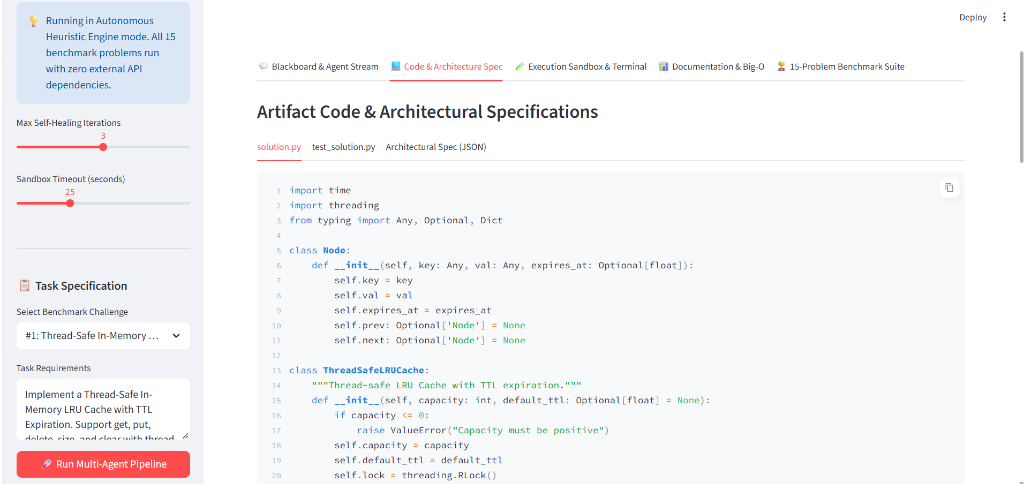 Running in Autonomous
Heuristic Engine mode. All 15
benchmark problems run
with zero external API
dependencies.
Max Self-Healing Iterations
3
Sandbox Timeout (seconds)
25
📋 Task Specification
Select Benchmark Challenge
#1: Thread-Safe In-Memory ...
Task Requirements
Implement a Thread-Safe In-
Memory LRU Cache with TTL
Expiration. Support get, put,
delete, size, and clear with thread
🚀 Run Multi-Agent Pipeline
Deploy
Blackboard & Agent Stream Code & Architecture Spec Execution Sandbox & Terminal Documentation & Big-O 15-Problem Benchmark Suite
Artifact Code & Architectural Specifications
solution.py test_solution.py Architectural Spec (JSON)
1 import time
2 import threading
3 from typing import Any, Optional, Dict
4
5 class Node:
6     def __init__(self, key: Any, val: Any, expires_at: Optional[float]):
7         self.key = key
8         self.val = val
9         self.expires_at = expires_at
10         self.prev: Optional['Node'] = None
11         self.next: Optional['Node'] = None
12
13 class ThreadSafeLRUCache:
14     """Thread-safe LRU Cache with TTL expiration."""
15     def __init__(self, capacity: int, default_ttl: Optional[float] = None):
16         if capacity <= 0:
17             raise ValueError("Capacity must be positive")
18         self.capacity = capacity
19         self.default_ttl = default_ttl
20         self.lock = threading.RLock()